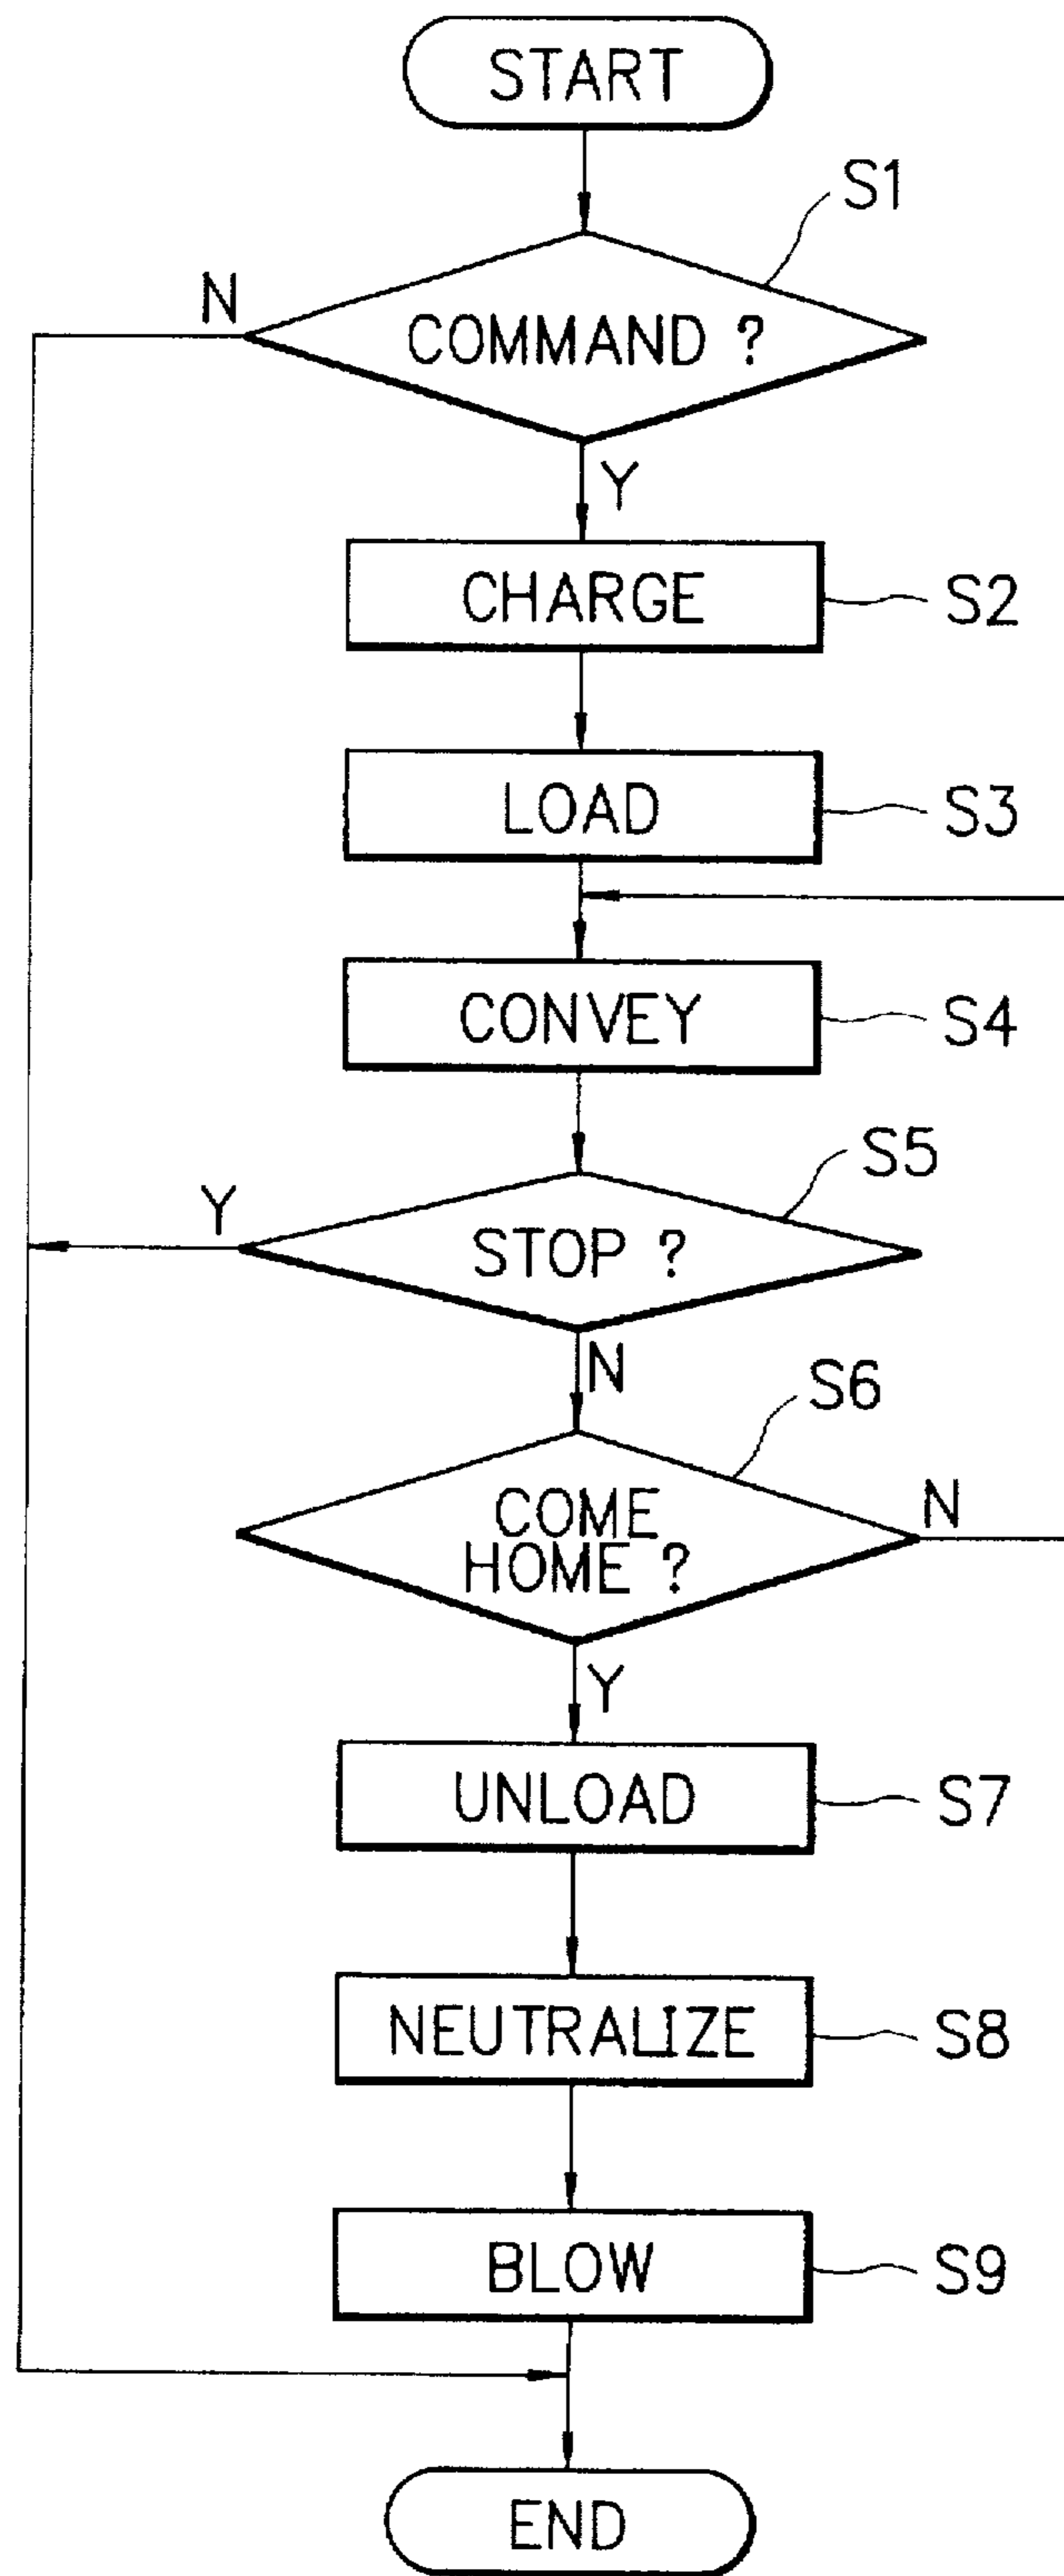 START
S1
N
COMMAND ?
Y
CHARGE
S2
LOAD
S3
CONVEY
S4
S5
Y
STOP ?
N
S6
COME
HOME ?
N
Y
UNLOAD
S7
NEUTRALIZE
S8
BLOW
S9
END